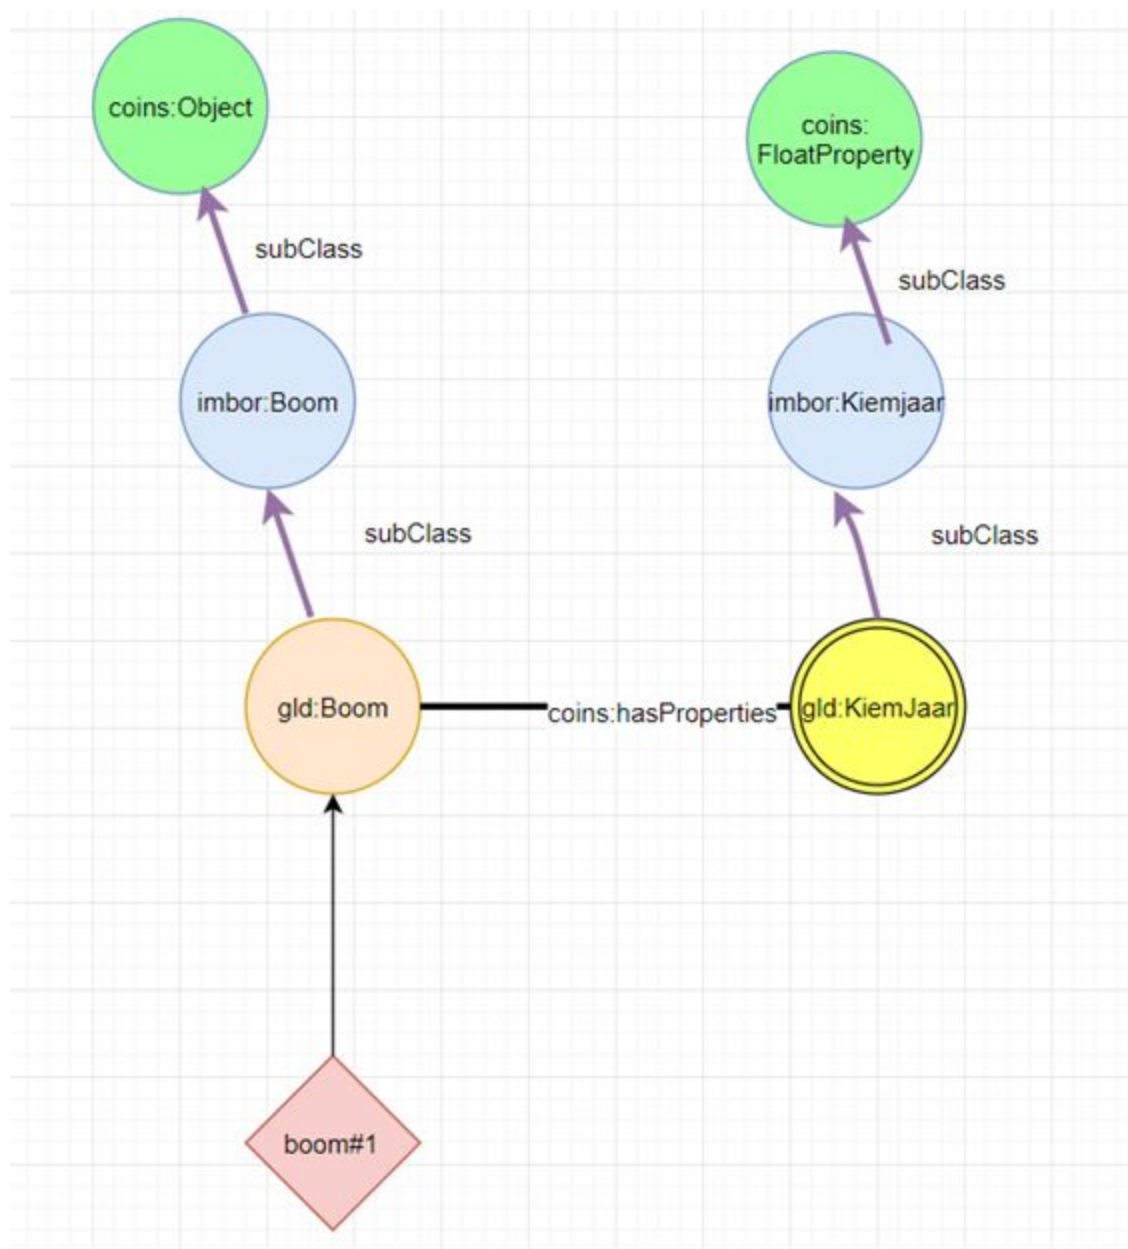 coins:Object
coins:
FloatProperty
subClass
subClass
imbor:Boom
imbor:Kiemjaar
subClass
subClass
gld:Boom
coins:hasProperties
gld:KiemJaar
boom#1